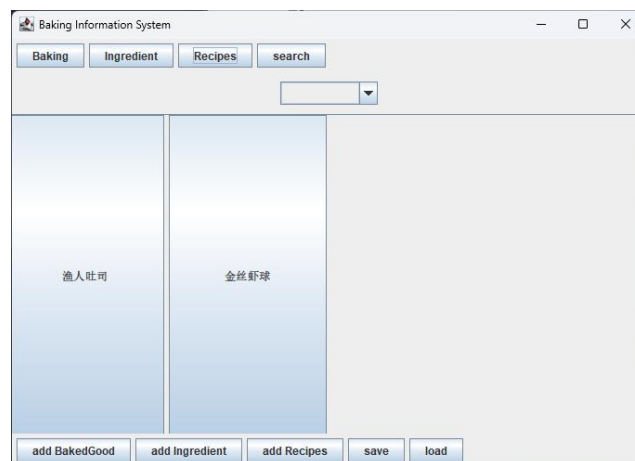 Baking Information System
Baking Ingredient Recipes search
渔人吐司 金丝虾球
add BakedGood add Ingredient add Recipes save load